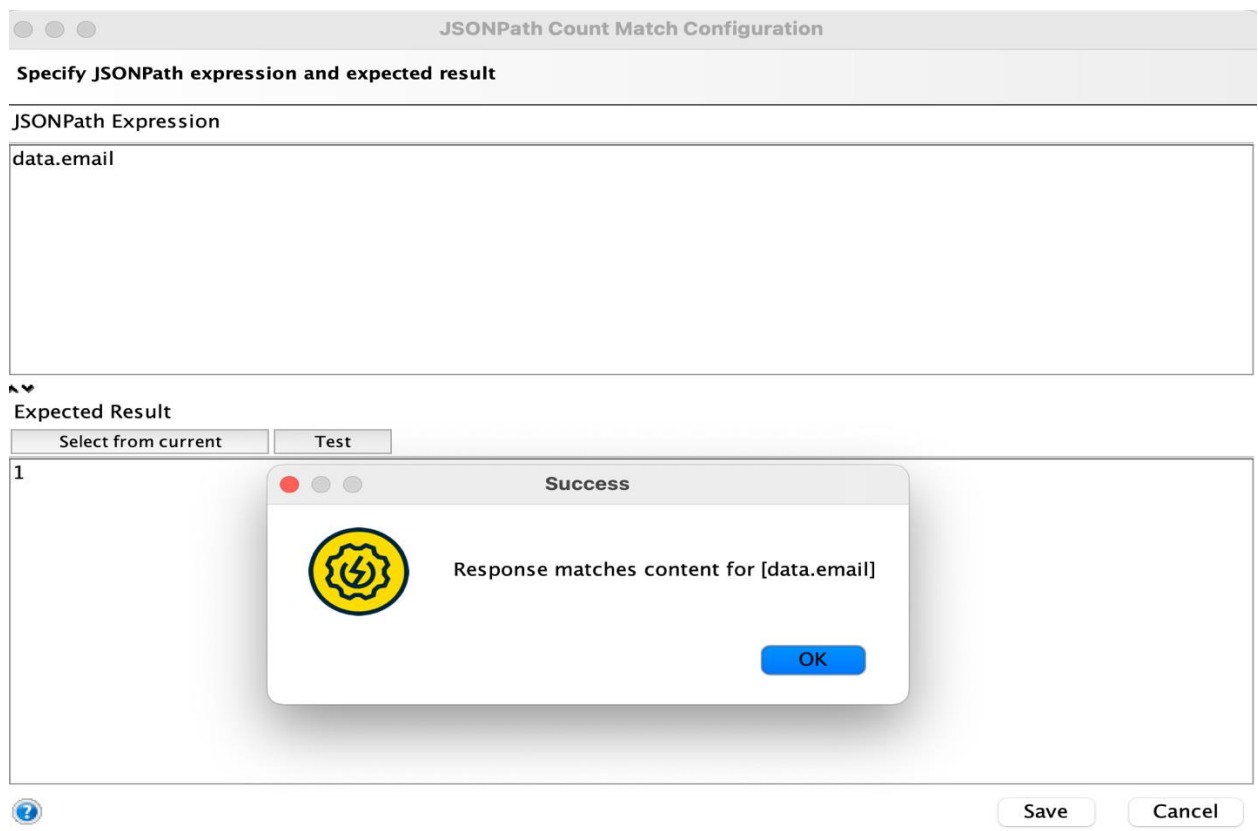 JSONPath Count Match Configuration
Specify JSONPath expression and expected result
JSONPath Expression
data.email
Expected Result
Select from current Test
1
Success
Response matches content for [data.email]
OK
?
Save Cancel